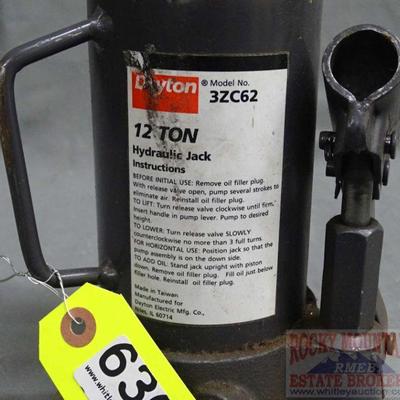 Dayton ® Model No.
3ZC62
12 TON
Hydraulic Jack
Instructions
BEFORE INITIAL USE: Remove oil filler plug.
With release valve open, pump several strokes to
eliminate air. Reinstall oil filler plug.
TO LIFT: Turn release valve clockwise until firm,
Insert handle in pump lever. Pump to desired
height.
TO LOWER: Turn release valve SLOWLY
counterclockwise no more than 3 full turns.
FOR HORIZONTAL USE: Position jack so that the
pump assembly is on the down side.
TO ADD OIL: Stand jack upright with piston
down. Remove oil filler plug. Fill oil just below
filler hole. Reinstall oil filler plug.
Made in Taiwan
Manufactured for
Dayton Electric Mfg. Co.,
Niles, IL 60714
ROCKY MOUNTAIN
RMEB
ESTATE BROKERS
www.whitleyauction.com